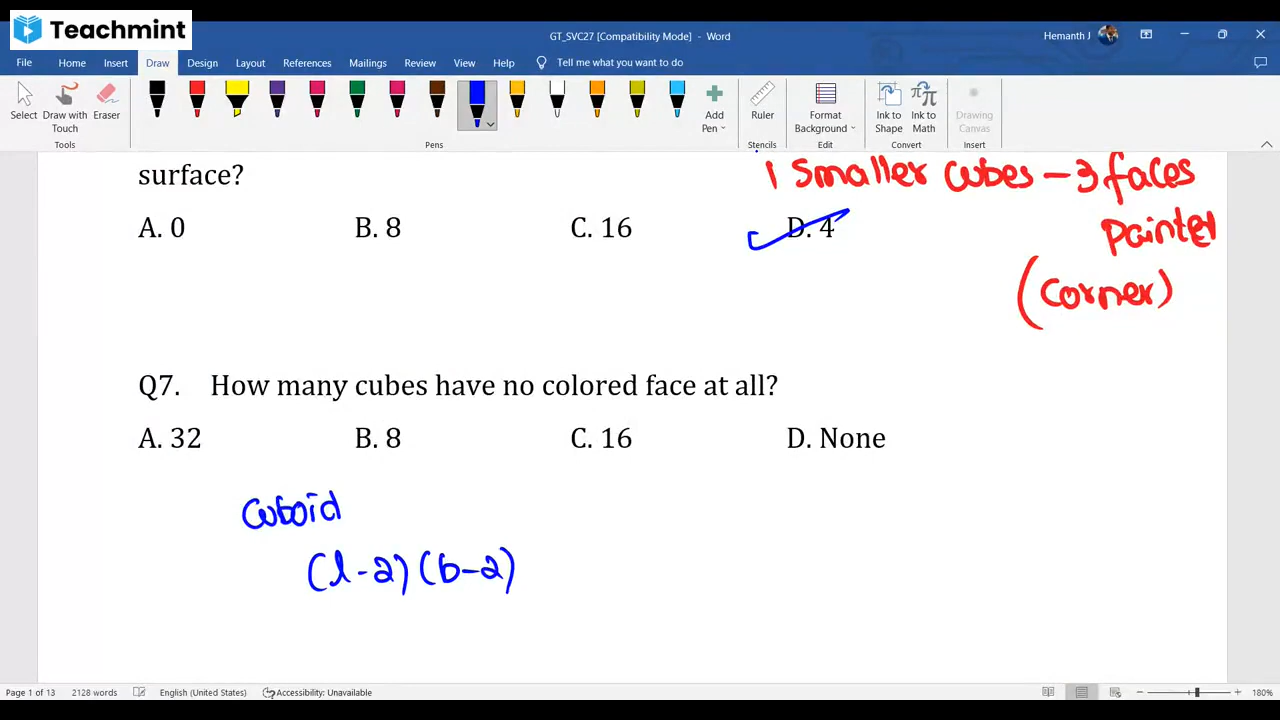 Teachmint
GT_SVC27 [Compatibility Mode] - Word
Hemanth J
File Home Insert Draw Design Layout References Mailings Review View Help Tell me what you want to do
Select Draw with Touch Eraser Add Pen Ruler Format Background Ink to Shape Ink to Math Drawing Canvas
Tools Pens Stencils Edit Convert Insert
1 smaller cubes - 3 faces
surface?
A. 0 B. 8 C. 16 D. 4
painted
(corner)
Q7. How many cubes have no colored face at all?
A. 32 B. 8 C. 16 D. None
cuboid
(l-2) (b-2)
Page 1 of 13 2128 words English (United States) Accessibility: Unavailable 180%